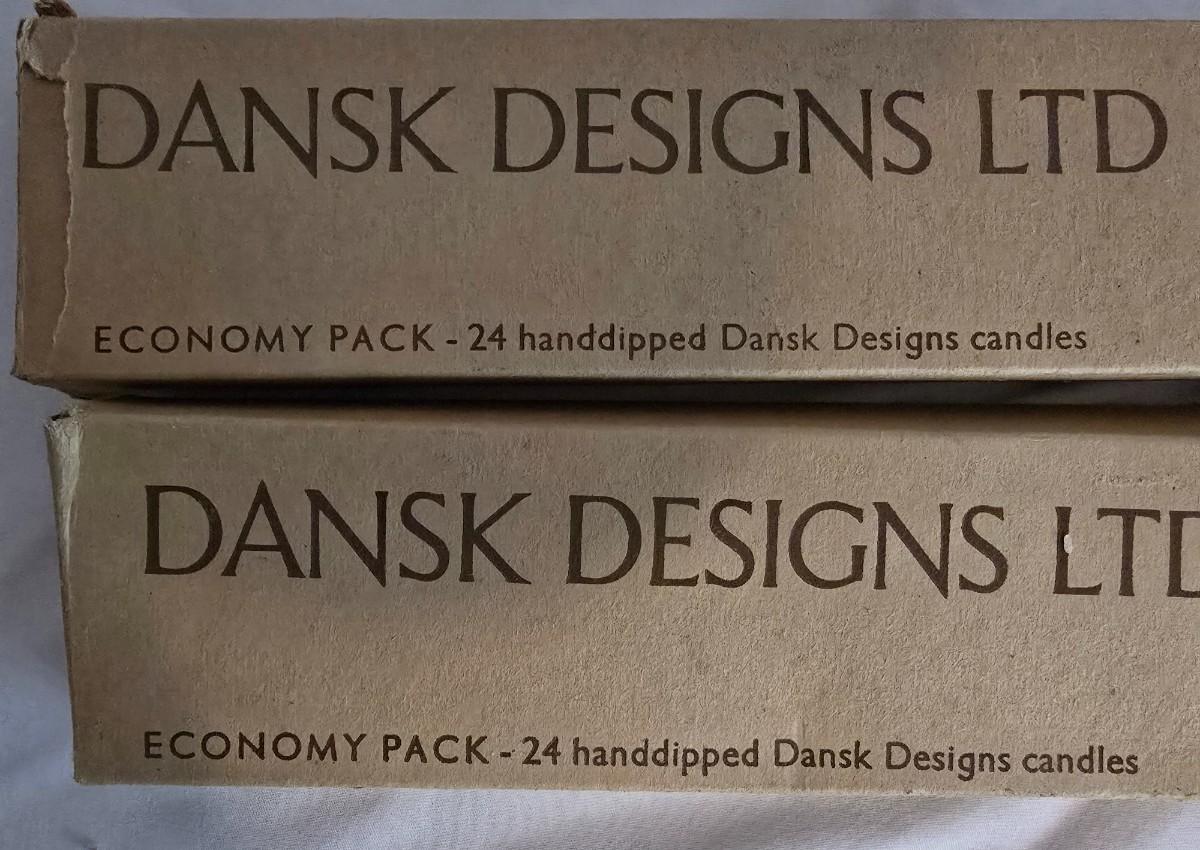 DANSK DESIGNS LTD
ECONOMY PACK - 24 handdipped Dansk Designs candles
DANSK DESIGNS LTD
ECONOMY PACK - 24 handdipped Dansk Designs candles